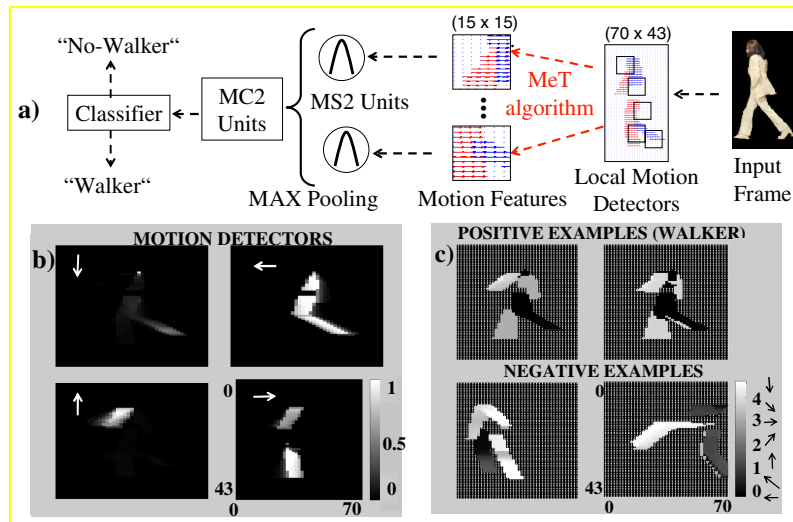 a)
“No-Walker“
Classifier
“Walker“
MC2
Units
MS2 Units
MAX Pooling
(15 x 15)
Motion Features
MeT
algorithm
(70 x 43)
Local Motion
Detectors
Input
Frame
b)
MOTION DETECTORS
0
43
0
70
1
0.5
0
c)
POSITIVE EXAMPLES (WALKER)
NEGATIVE EXAMPLES
0
43
0
70
4
3
2
1
0